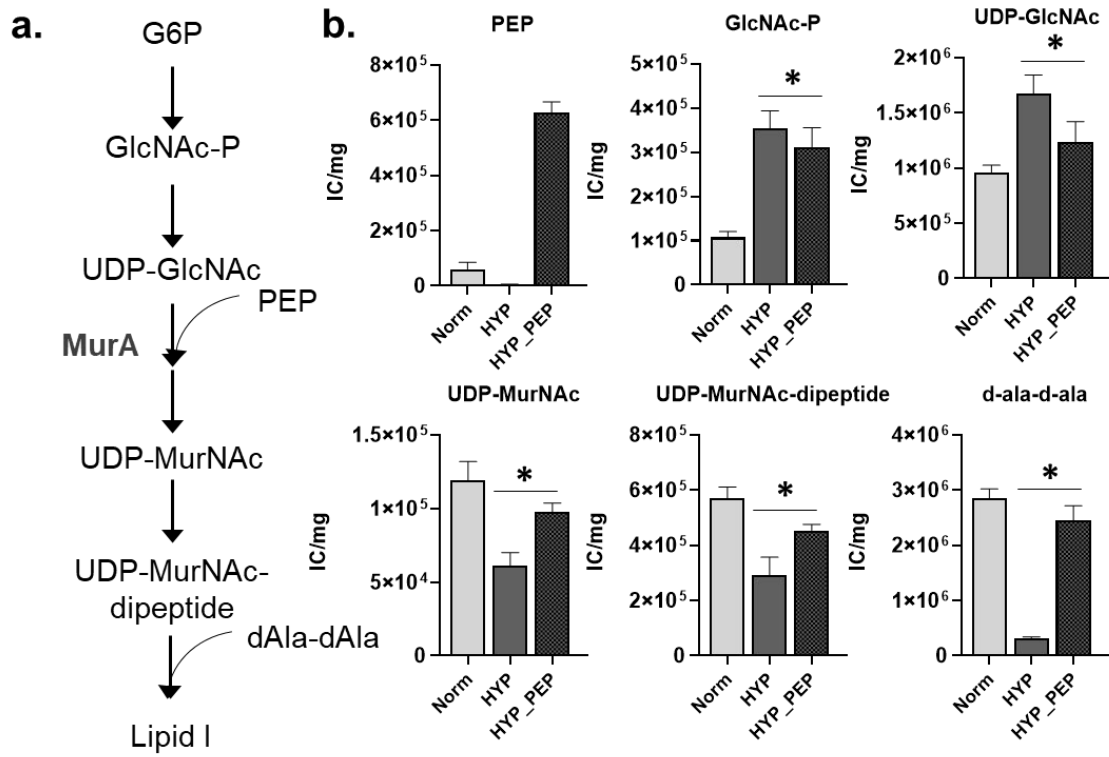 a.
G6P
GlcNAc-P
UDP-GlcNAc
PEP
MurA
UDP-MurNAc
UDP-MurNAc-
dipeptide
dAla-dAla
Lipid I
b.
PEP
IC/mg
8×10⁵
6×10⁵
4×10⁵
2×10⁵
0
Norm
HYP
HYP_PEP
GlcNAc-P
IC/mg
5×10⁵
4×10⁵
3×10⁵
2×10⁵
1×10⁵
0
*
Norm
HYP
HYP_PEP
UDP-GlcNAc
IC/mg
2×10⁶
2×10⁶
1×10⁶
5×10⁵
0
*
Norm
HYP
HYP_PEP
UDP-MurNAc
IC/mg
1.5×10⁵
1×10⁵
5×10⁴
0
*
Norm
HYP
HYP_PEP
UDP-MurNAc-dipeptide
IC/mg
8×10⁵
6×10⁵
4×10⁵
2×10⁵
0
*
Norm
HYP
HYP_PEP
d-ala-d-ala
IC/mg
4×10⁶
3×10⁶
2×10⁶
1×10⁶
0
*
Norm
HYP
HYP_PEP